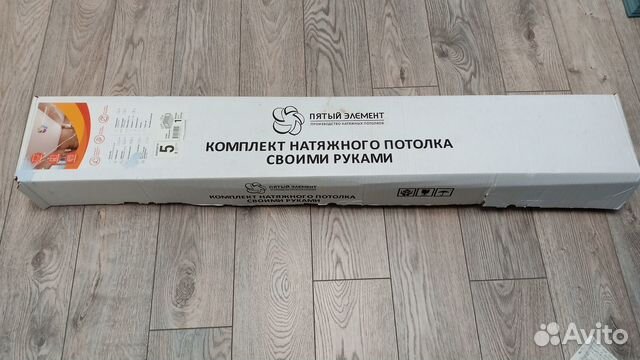 ПЯТЫЙ ЭЛЕМЕНТ
ПРОИЗВОДСТВО НАТЯЖНЫХ ПОТОЛКОВ
КОМПЛЕКТ НАТЯЖНОГО ПОТОЛКА
СВОИМИ РУКАМИ
5
1
ПЯТЫЙ ЭЛЕМЕНТ
КОМПЛЕКТ НАТЯЖНОГО ПОТОЛКА
СВОИМИ РУКАМИ
Avito